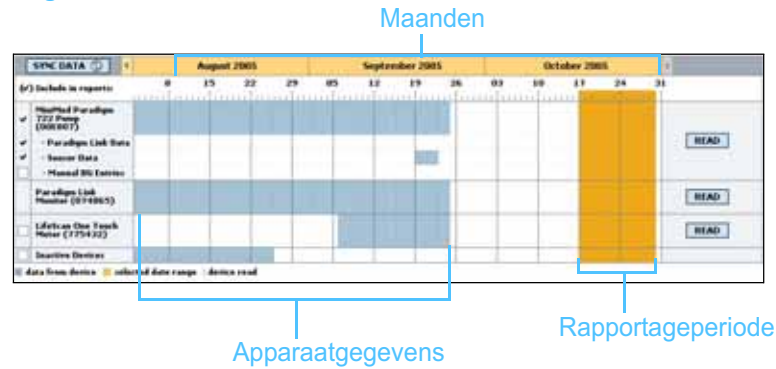 Maanden
SYNC DATA August 2005 September 2005 October 2005
(✓) Include in reports: 8 15 22 29 05 12 19 26 03 10 17 24 31
MiniMed Paradigm
722 Pump
(006807)
- Paradigm Link Data
- Sensor Data
- Manual BG Entries
READ
Paradigm Link
Monitor (074065)
READ
LifeScan One Touch
Meter (775432)
READ
Inactive Devices
data from device selected date range device read
Apparaatgegevens
Rapportageperiode